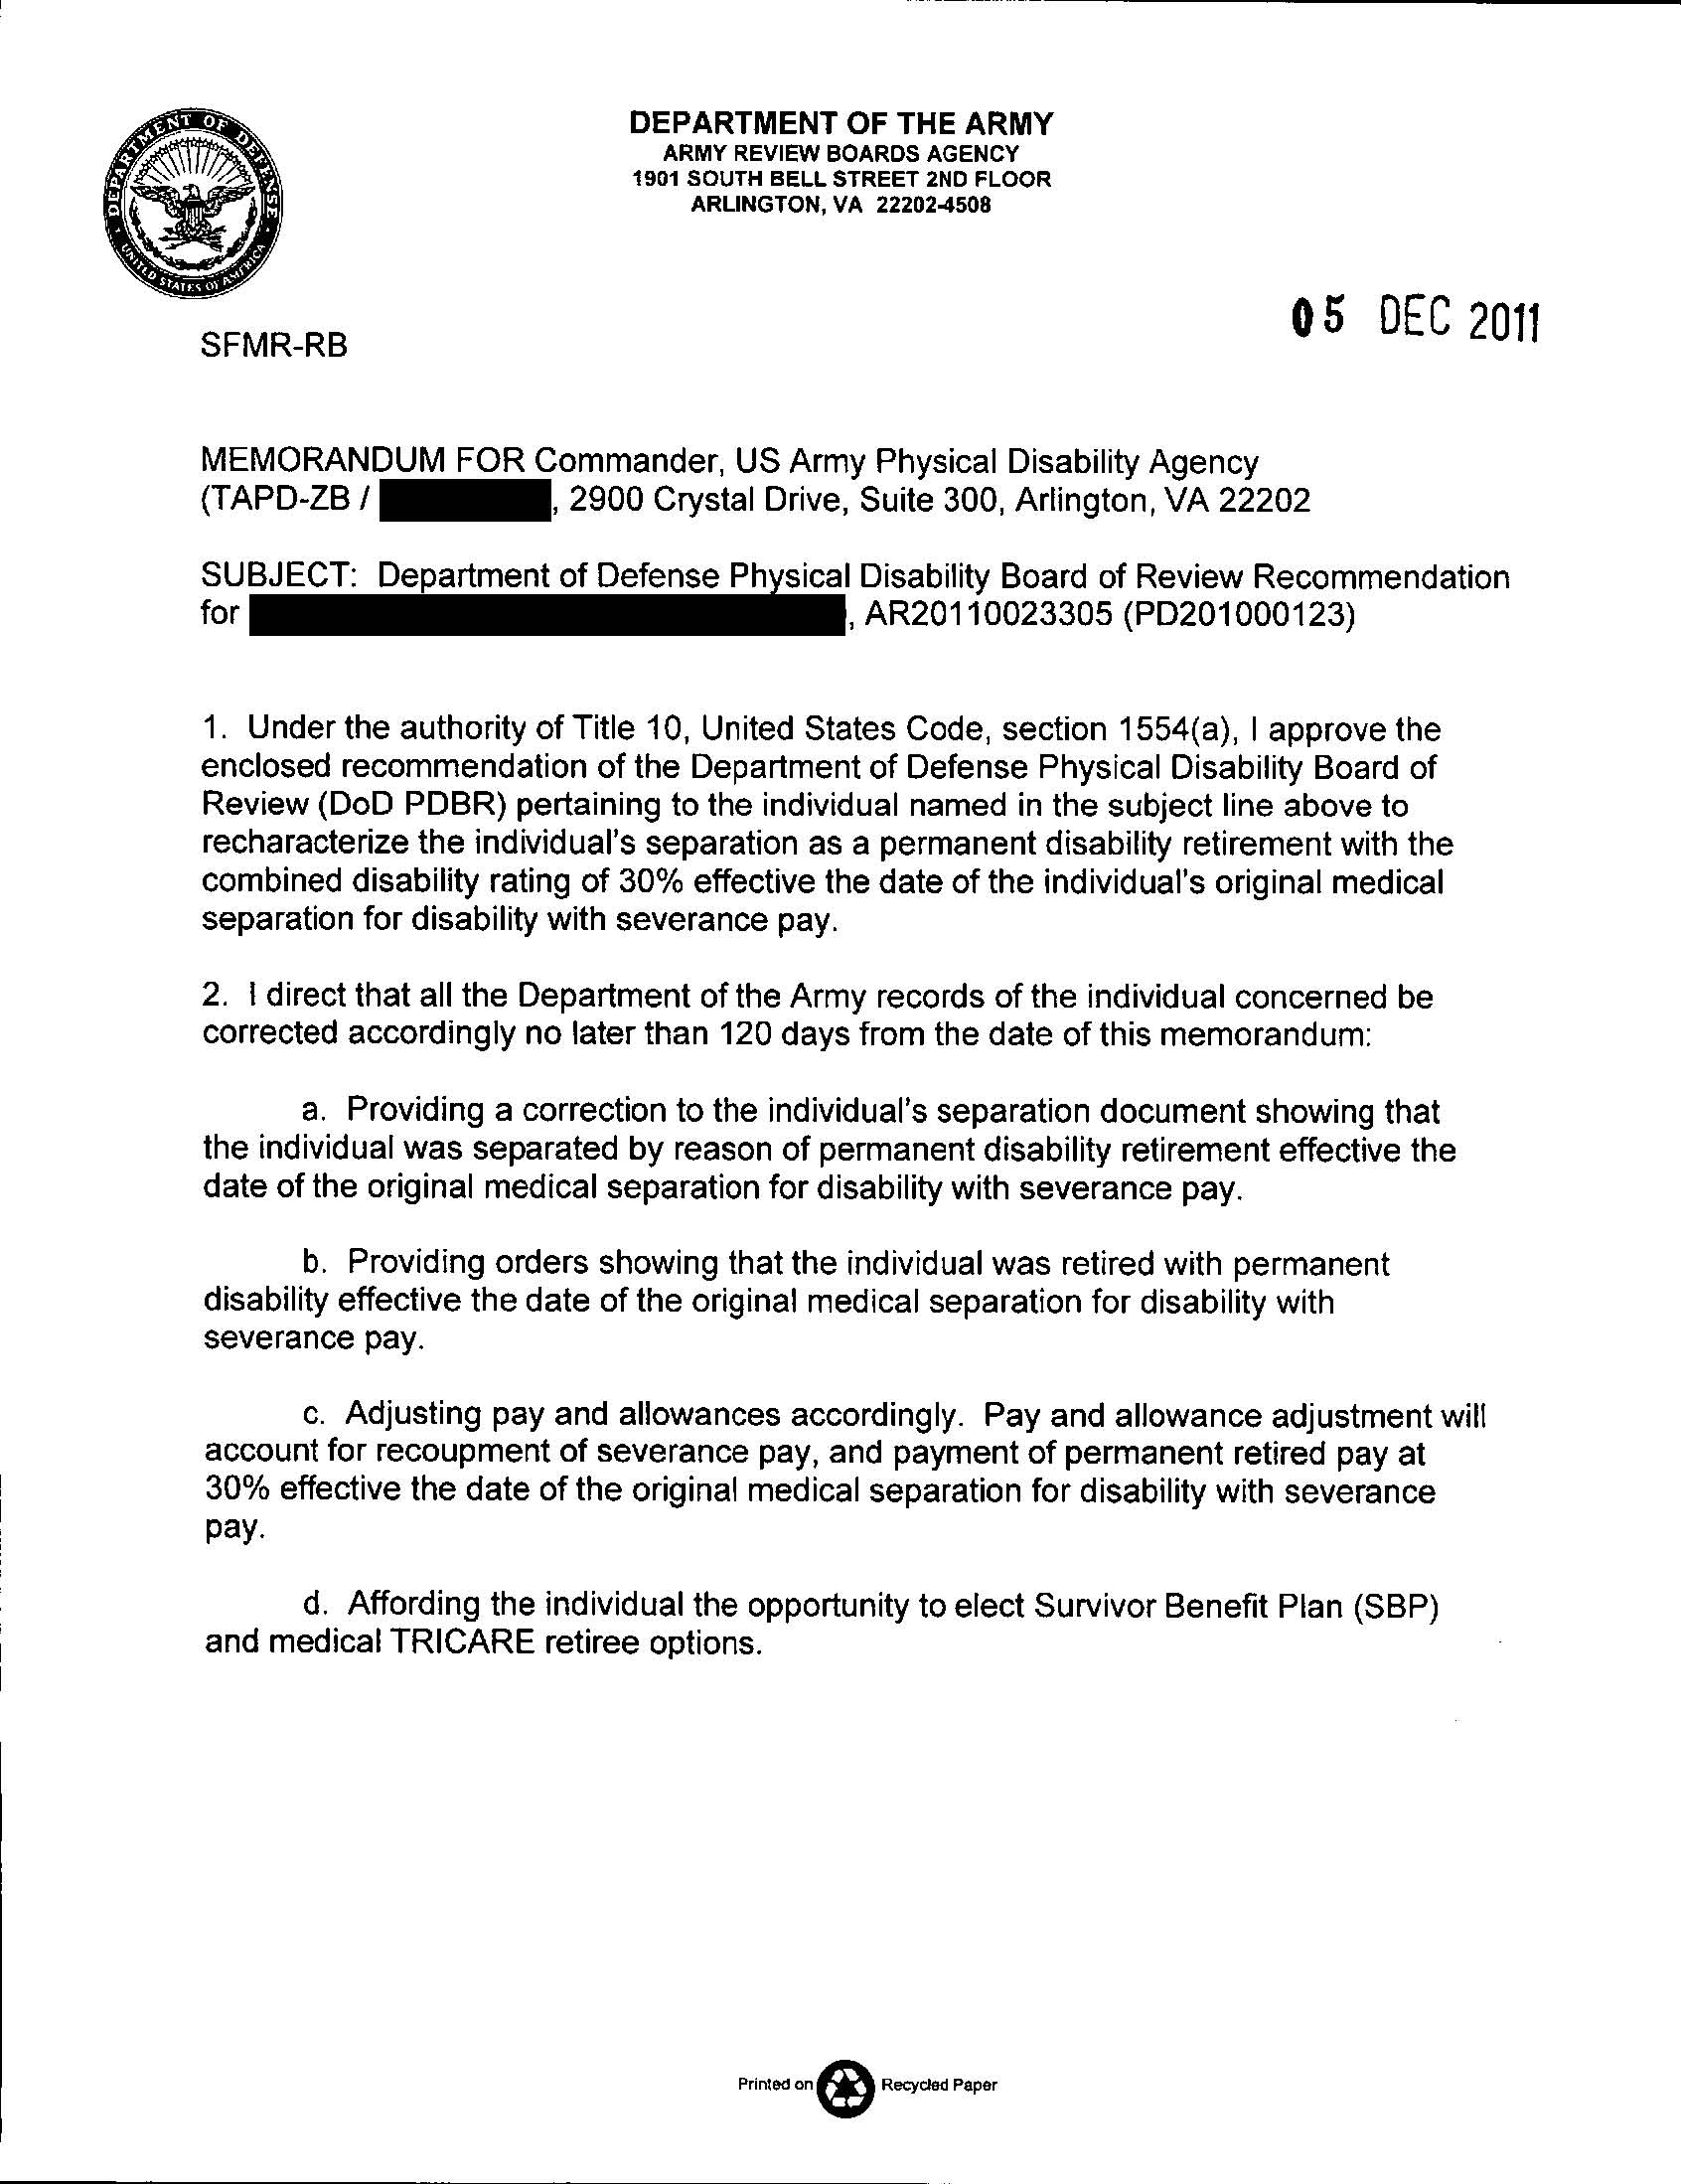 DEPARTMENT OF DEFENSE
UNITED STATES OF AMERICA
DEPARTMENT OF THE ARMY
ARMY REVIEW BOARDS AGENCY
1901 SOUTH BELL STREET 2ND FLOOR
ARLINGTON, VA 22202-4508
05 DEC 2011
SFMR-RB
MEMORANDUM FOR Commander, US Army Physical Disability Agency
(TAPD-ZB / , 2900 Crystal Drive, Suite 300, Arlington, VA 22202
SUBJECT: Department of Defense Physical Disability Board of Review Recommendation
for , AR20110023305 (PD201000123)
1. Under the authority of Title 10, United States Code, section 1554(a), I approve the
enclosed recommendation of the Department of Defense Physical Disability Board of
Review (DoD PDBR) pertaining to the individual named in the subject line above to
recharacterize the individual's separation as a permanent disability retirement with the
combined disability rating of 30% effective the date of the individual's original medical
separation for disability with severance pay.
2. I direct that all the Department of the Army records of the individual concerned be
corrected accordingly no later than 120 days from the date of this memorandum:
a. Providing a correction to the individual's separation document showing that
the individual was separated by reason of permanent disability retirement effective the
date of the original medical separation for disability with severance pay.
b. Providing orders showing that the individual was retired with permanent
disability effective the date of the original medical separation for disability with
severance pay.
c. Adjusting pay and allowances accordingly. Pay and allowance adjustment will
account for recoupment of severance pay, and payment of permanent retired pay at
30% effective the date of the original medical separation for disability with severance
pay.
d. Affording the individual the opportunity to elect Survivor Benefit Plan (SBP)
and medical TRICARE retiree options.
Printed on Recycled Paper